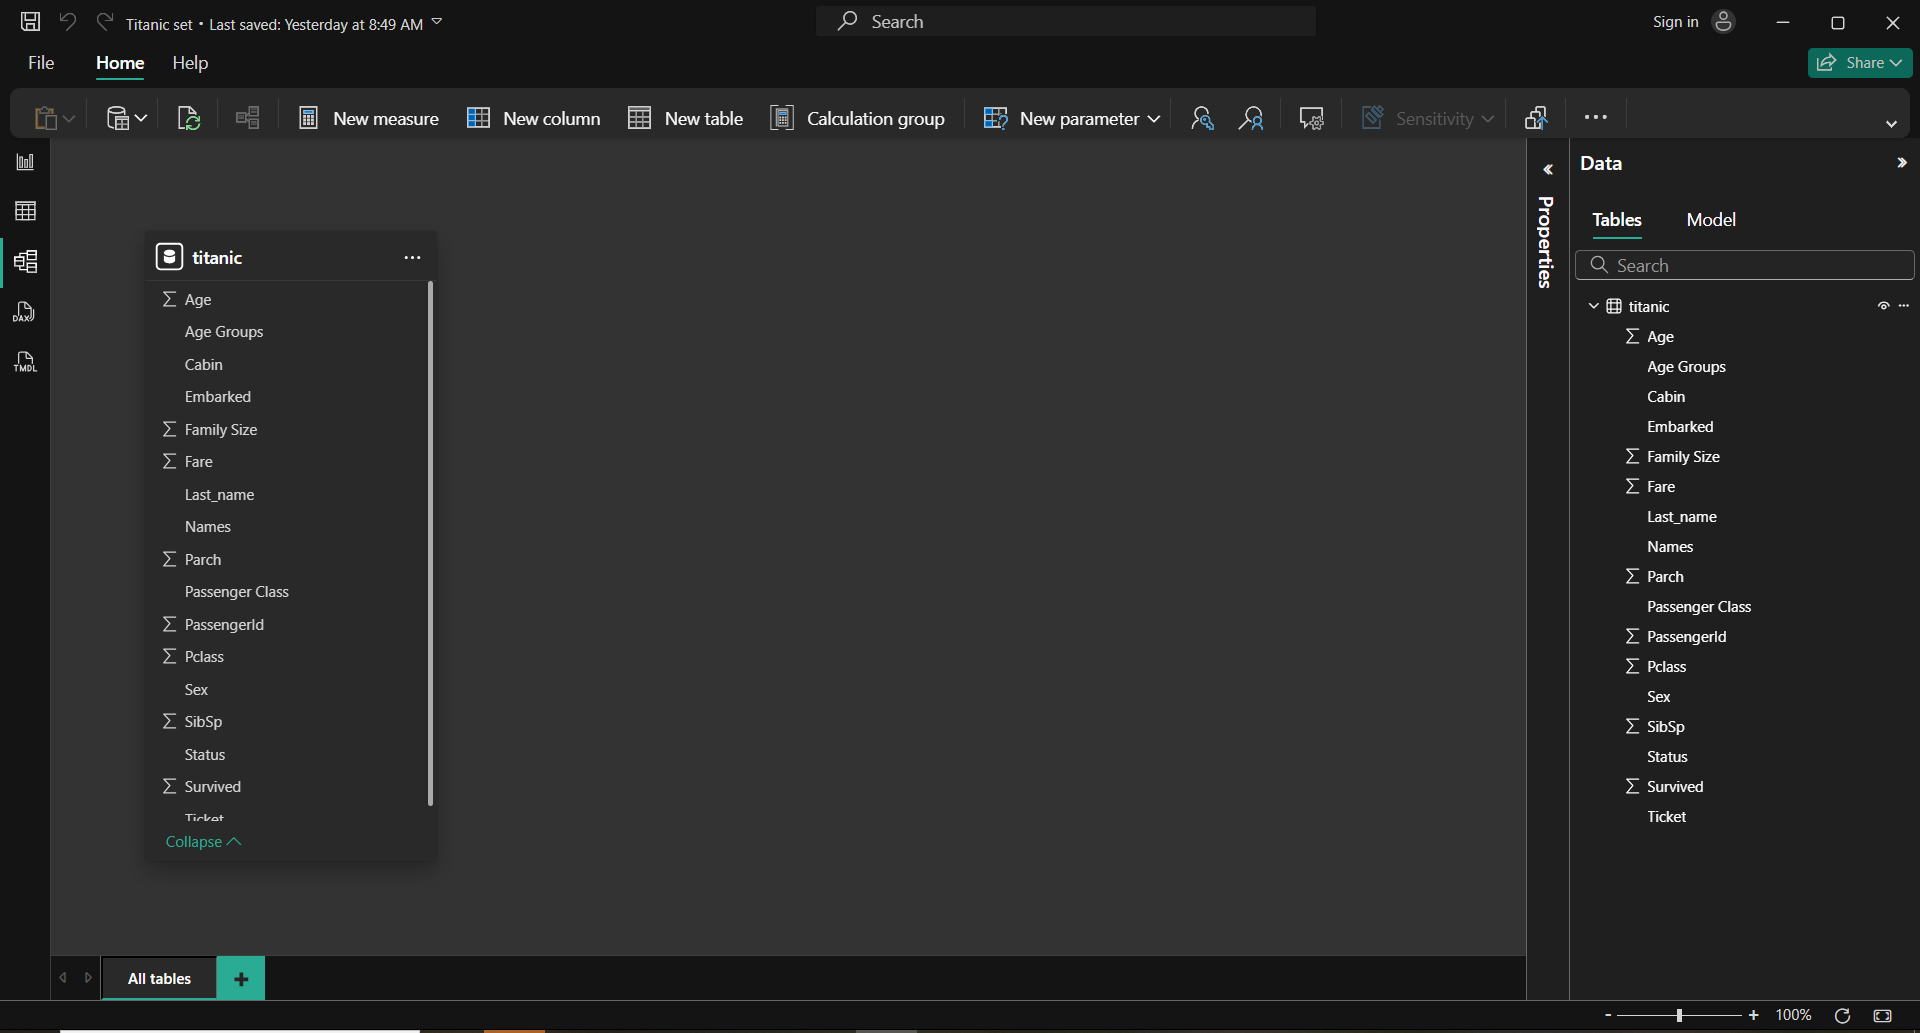 Titanic set • Last saved: Yesterday at 8:49 AM
Search
Sign in
File
Home
Help
Share
New measure
New column
New table
Calculation group
New parameter
Sensitivity
DAX
TMDL
titanic
Age
Age Groups
Cabin
Embarked
Family Size
Fare
Last_name
Names
Parch
Passenger Class
PassengerId
Pclass
Sex
SibSp
Status
Survived
Ticket
Collapse
All tables
Properties
Data
Tables
Model
Search
titanic
Age
Age Groups
Cabin
Embarked
Family Size
Fare
Last_name
Names
Parch
Passenger Class
PassengerId
Pclass
Sex
SibSp
Status
Survived
Ticket
100%